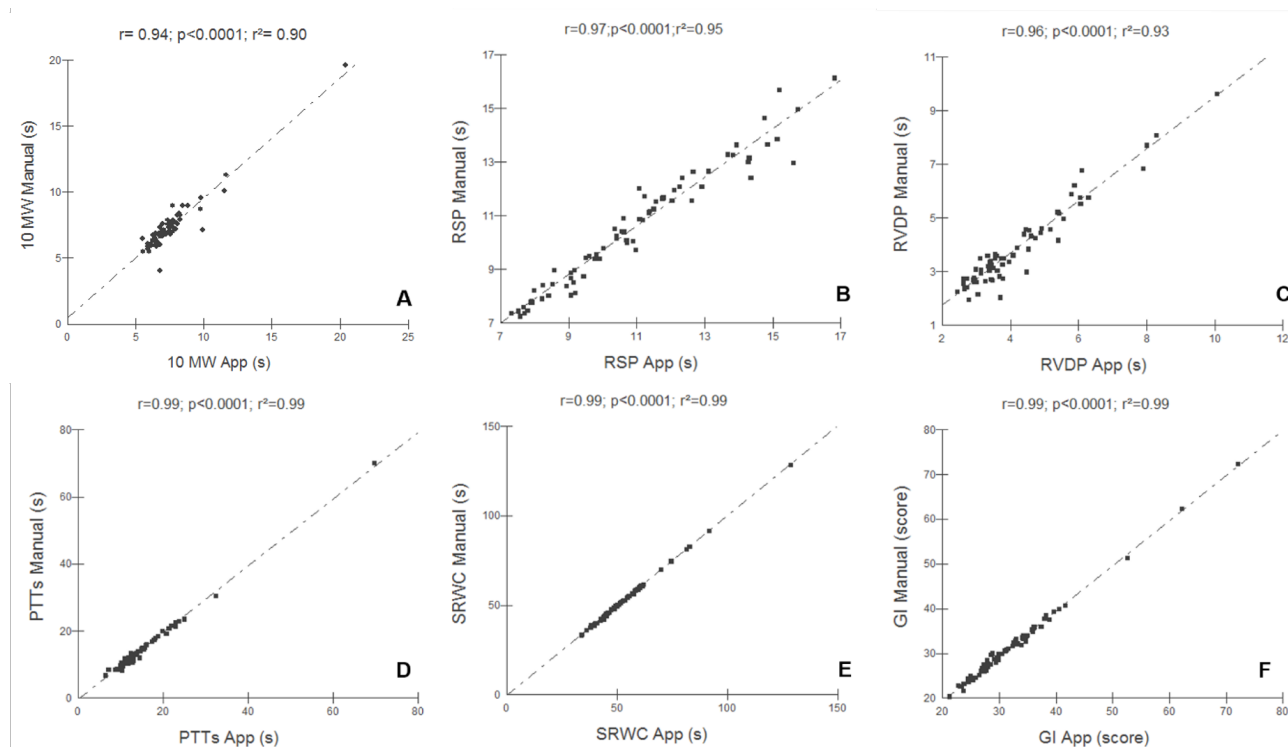 r= 0.94; p<0.0001; r²= 0.90
20
15
10
5
0
0
5
10
15
20
25
10 MW Manual (s)
10 MW App (s)
A
r=0.97;p<0.0001;r²=0.95
17
15
13
11
9
7
7
9
11
13
15
17
RSP Manual (s)
RSP App (s)
B
r=0.96; p<0.0001; r²=0.93
11
9
7
5
3
1
2
4
6
8
10
12
RVDP Manual (s)
RVDP App (s)
C
r=0.99; p<0.0001; r²=0.99
80
60
40
20
0
0
20
40
60
80
PTTs Manual (s)
PTTs App (s)
D
r=0.99; p<0.0001; r²=0.99
150
100
50
0
0
50
100
150
SRWC Manual (s)
SRWC App (s)
E
r=0.99; p<0.0001; r²=0.99
80
70
60
50
40
30
20
20
30
40
50
60
70
80
GI Manual (score)
GI App (score)
F